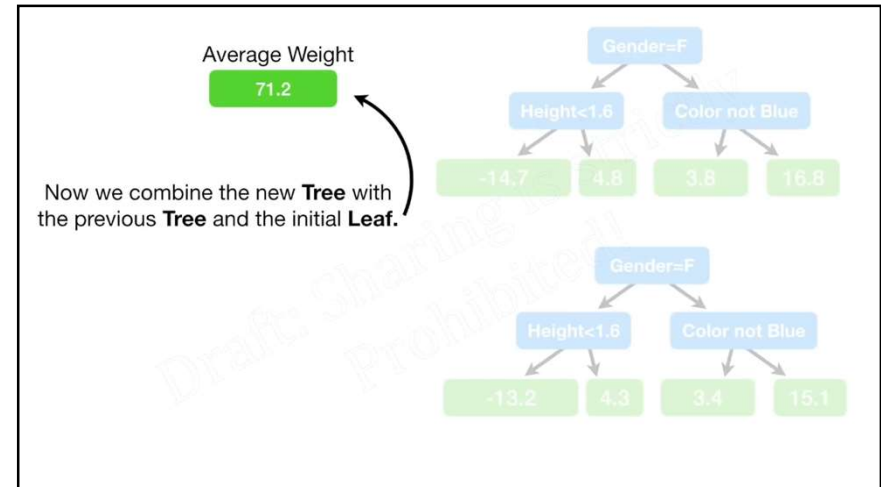 Average Weight
71.2
Now we combine the new Tree with
the previous Tree and the initial Leaf.
Gender=F
Height<1.6 Color not Blue
-14.7 4.8 3.8 16.8
Gender=F
Height<1.6 Color not Blue
-13.2 4.3 3.4 15.1
Draft: Sharing is Strictly
Prohibited!